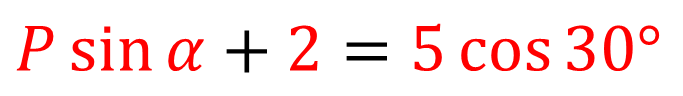 P sin α + 2 = 5 cos 30°